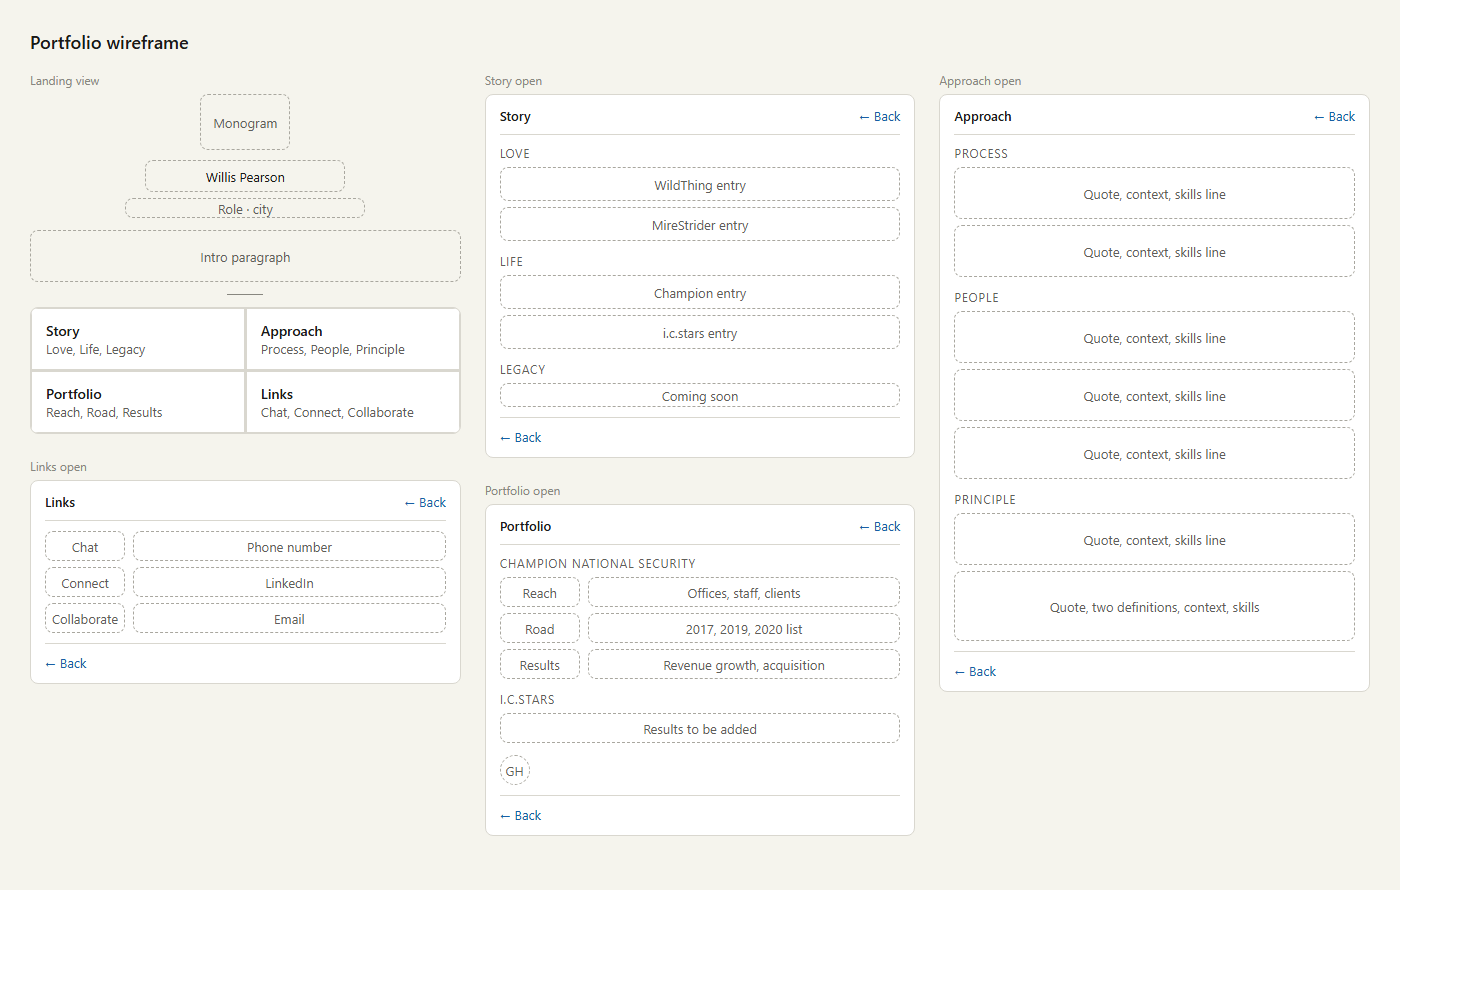 Portfolio wireframe
Landing view
Monogram
Willis Pearson
Role · city
Intro paragraph
Story
Love, Life, Legacy
Approach
Process, People, Principle
Portfolio
Reach, Road, Results
Links
Chat, Connect, Collaborate
Links open
Links
← Back
Chat
Phone number
Connect
LinkedIn
Collaborate
Email
← Back
Story open
Story
← Back
LOVE
WildThing entry
MireStrider entry
LIFE
Champion entry
i.c.stars entry
LEGACY
Coming soon
← Back
Portfolio open
Portfolio
← Back
CHAMPION NATIONAL SECURITY
Reach
Offices, staff, clients
Road
2017, 2019, 2020 list
Results
Revenue growth, acquisition
I.C.STARS
Results to be added
GH
← Back
Approach open
Approach
← Back
PROCESS
Quote, context, skills line
Quote, context, skills line
PEOPLE
Quote, context, skills line
Quote, context, skills line
Quote, context, skills line
PRINCIPLE
Quote, context, skills line
Quote, two definitions, context, skills
← Back